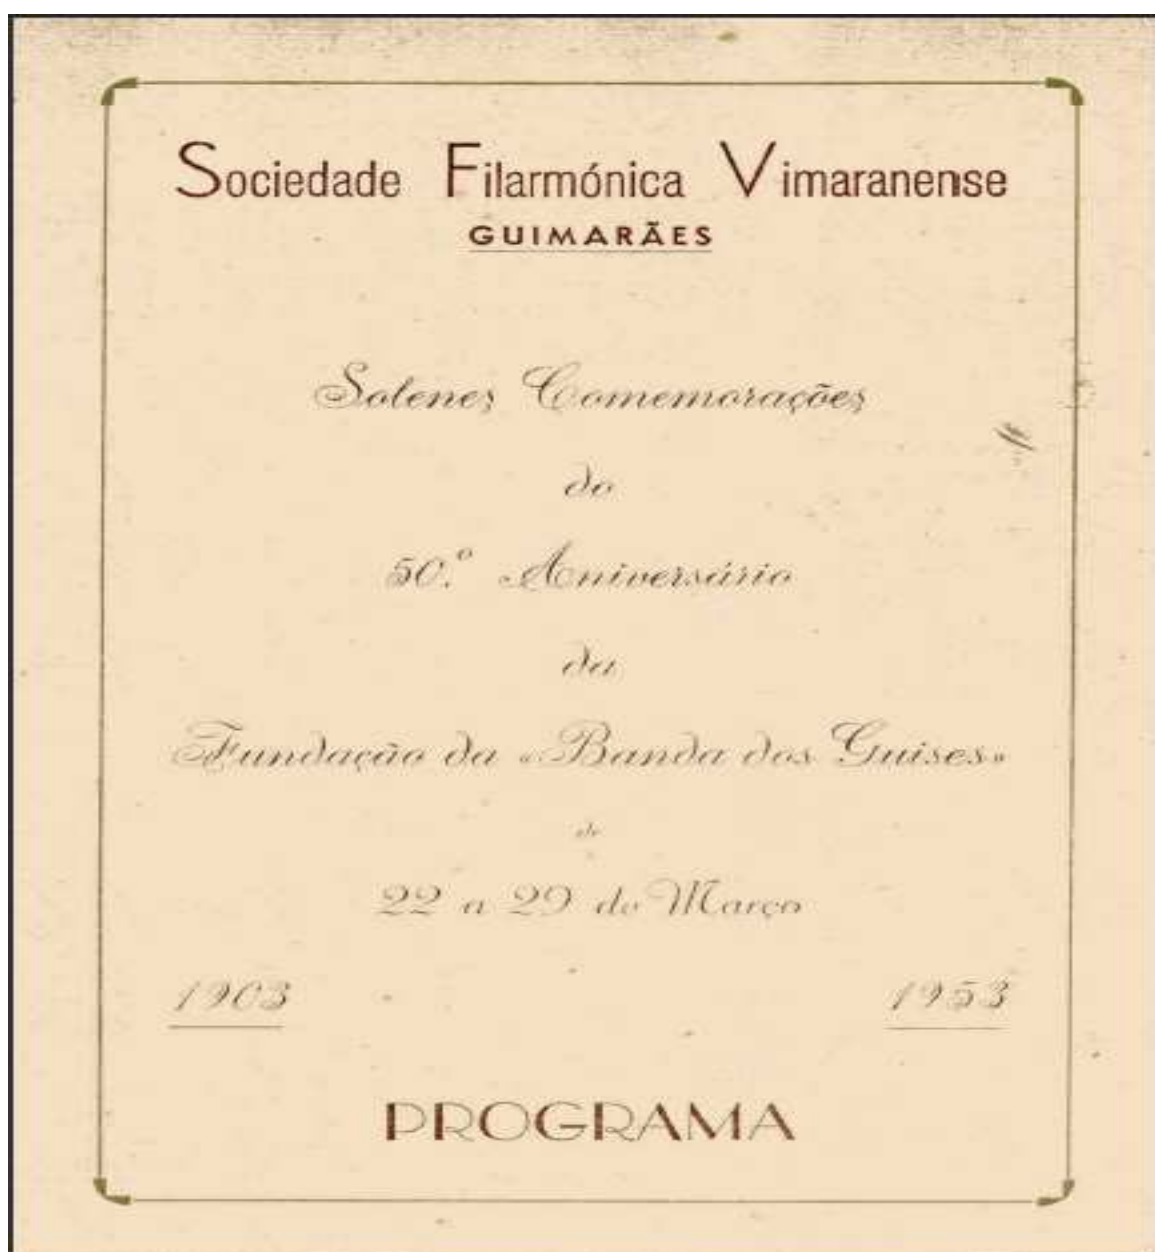 Sociedade Filarmónica Vimaranense
GUIMARÃES
Solenes Comemorações
do
50.º Aniversário
da
Fundação da «Banda dos Guises»
de
22 a 29 de Março
1903 1953
PROGRAMA